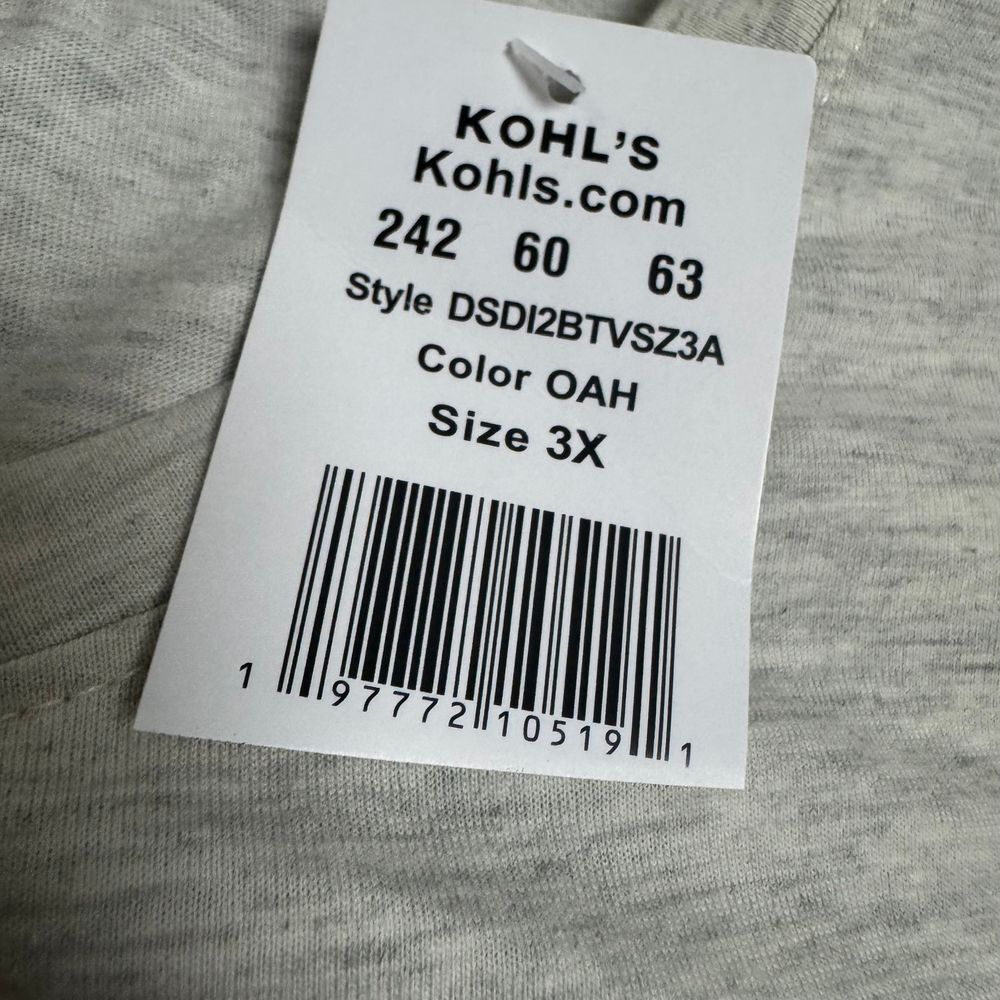 KOHL'S
Kohls.com
242 60 63
Style DSDI2BTVSZ3A
Color OAH
Size 3X
1 97772 10519 1